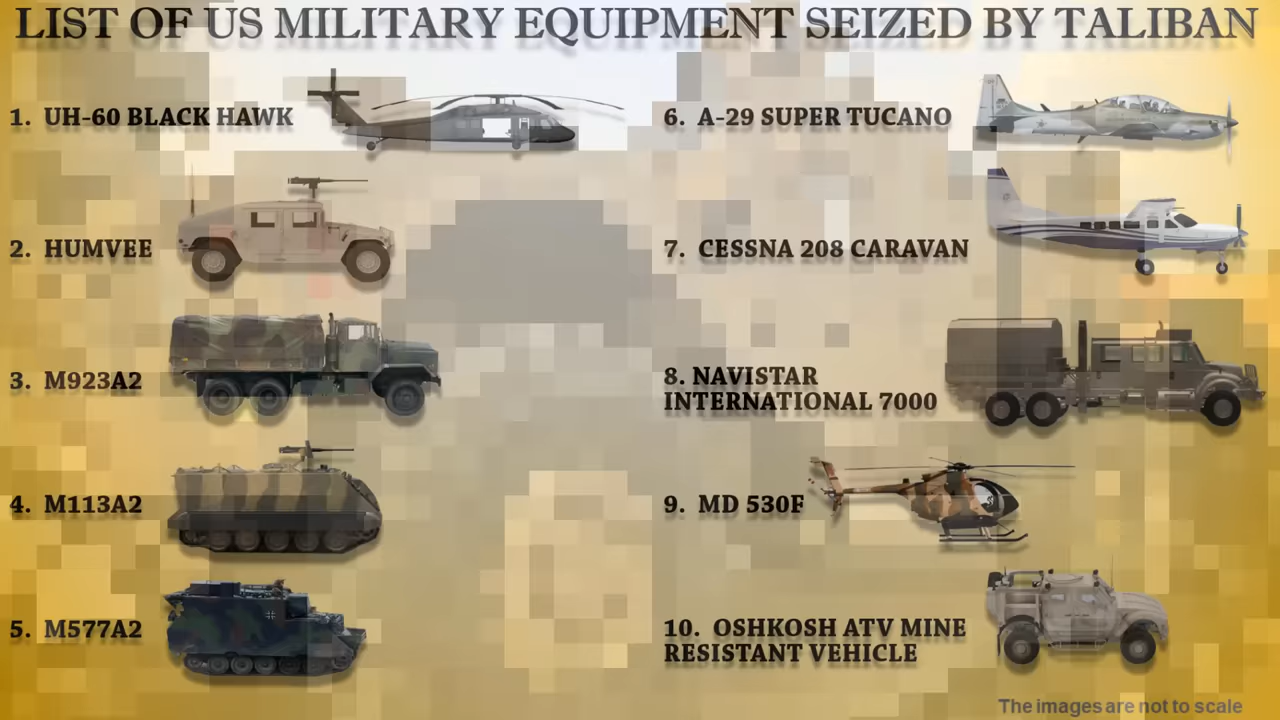 LIST OF US MILITARY EQUIPMENT SEIZED BY TALIBAN
1. UH-60 BLACK HAWK
2. HUMVEE
3. M923A2
4. M113A2
5. M577A2
6. A-29 SUPER TUCANO
7. CESSNA 208 CARAVAN
8. NAVISTAR
INTERNATIONAL 7000
9. MD 530F
10. OSHKOSH ATV MINE
RESISTANT VEHICLE
The images are not to scale